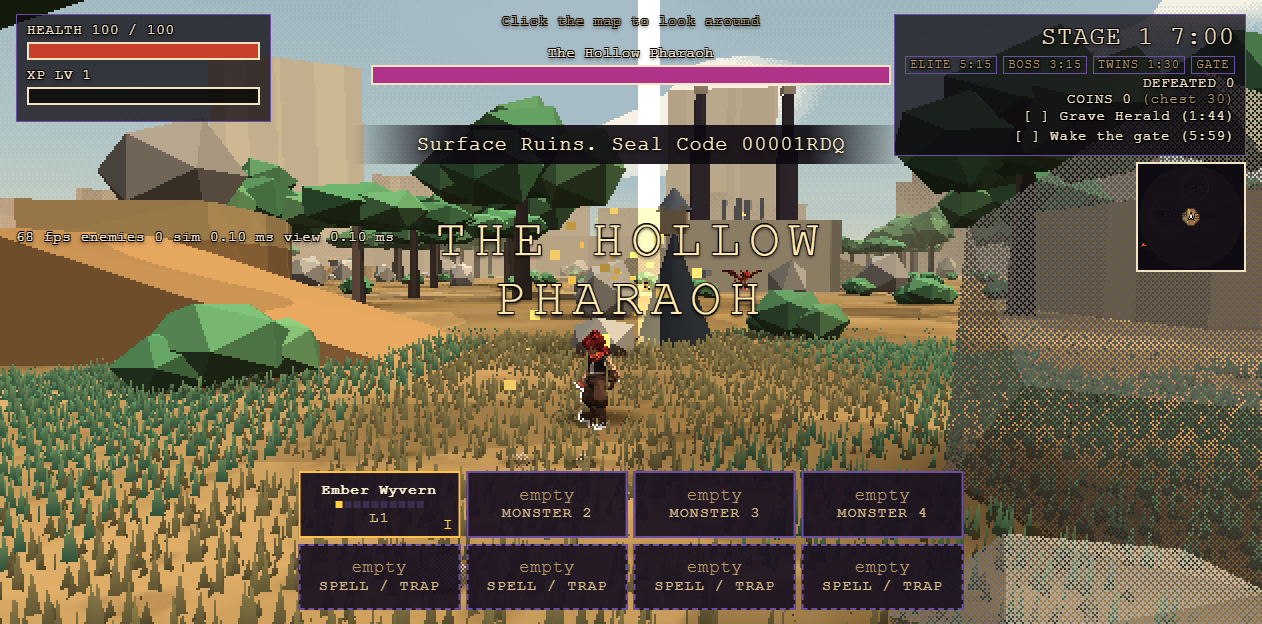 HEALTH 100 / 100
XP LV 1
Click the map to look around
The Hollow Pharaoh
Surface Ruins. Seal Code 00001RDQ
STAGE 1 7:00
ELITE 5:15 BOSS 3:15 TWINS 1:30 GATE
DEFEATED 0
COINS 0 (chest 30)
[ ] Grave Herald (1:44)
[ ] Wake the gate (5:59)
68 fps enemies 0 sim 0.10 ms view 0.10 ms
THE HOLLOW
PHARAOH
Ember Wyvern
L1
I
empty
MONSTER 2
empty
MONSTER 3
empty
MONSTER 4
empty
SPELL / TRAP
empty
SPELL / TRAP
empty
SPELL / TRAP
empty
SPELL / TRAP